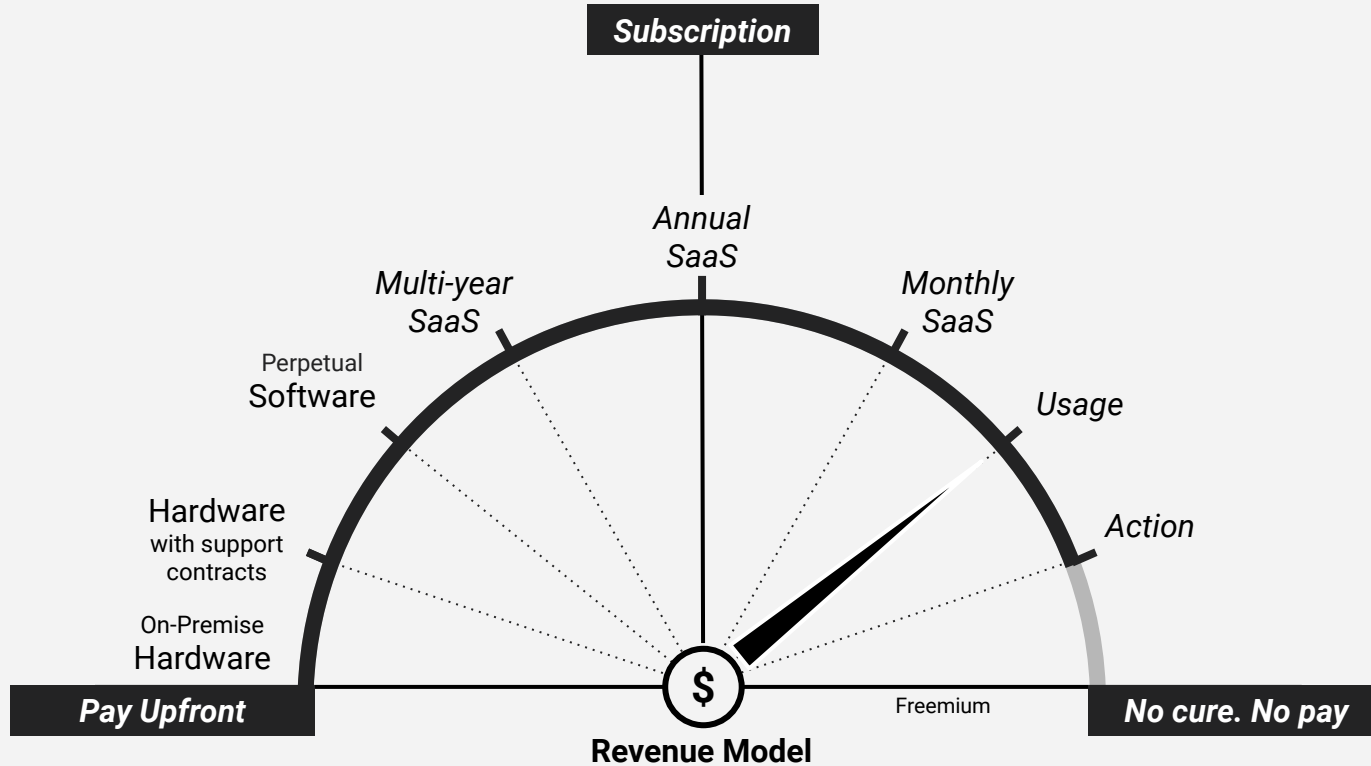 Subscription
Annual
SaaS
Multi-year
SaaS
Monthly
SaaS
Perpetual
Software
Usage
Hardware
with support
contracts
Action
On-Premise
Hardware
Pay Upfront
$
Freemium
No cure. No pay
Revenue Model